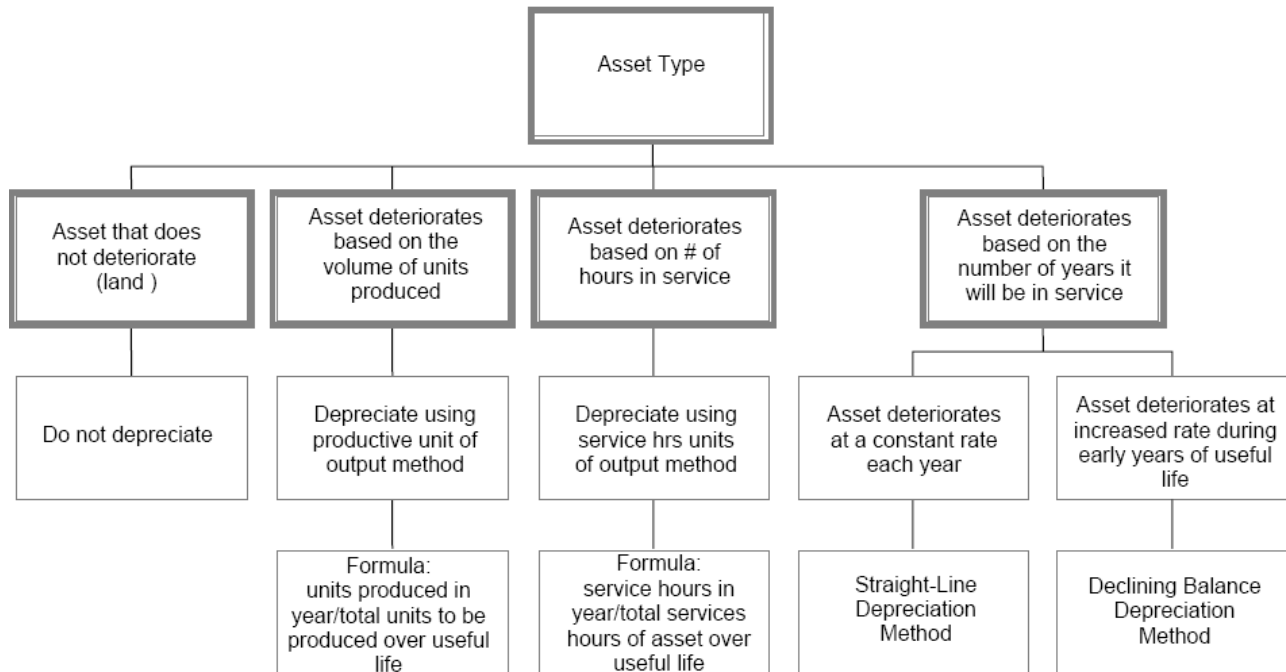 Asset Type
Asset that does
not deteriorate
(land )
Asset deteriorates
based on the
volume of units
produced
Asset deteriorates
based on # of
hours in service
Asset deteriorates
based on the
number of years it
will be in service
Do not depreciate
Depreciate using
productive unit of
output method
Depreciate using
service hrs units
of output method
Asset deteriorates
at a constant rate
each year
Asset deteriorates at
increased rate during
early years of useful
life
Formula:
units produced in
year/total units to be
produced over useful
life
Formula:
service hours in
year/total services
hours of asset over
useful life
Straight-Line
Depreciation
Method
Declining Balance
Depreciation
Method